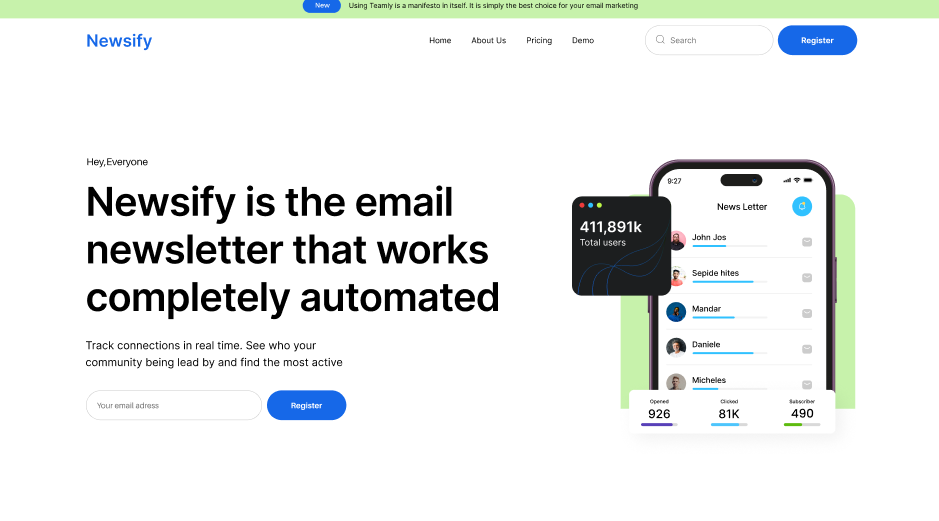 New Using Teamly is a manifesto in itself. It is simply the best choice for your email marketing
Newsify
Home About Us Pricing Demo
Search
Register
Hey,Everyone
Newsify is the email
newsletter that works
completely automated
Track connections in real time. See who your
community being lead by and find the most active
Your email adress
Register
9:27
News Letter
411,891k
Total users
John Jos
Sepide hites
Mandar
Daniele
Micheles
Opened Clicked Subscriber
926 81K 490